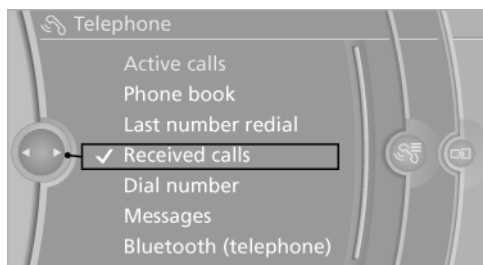 Telephone
Active calls
Phone book
Last number redial
Received calls
Dial number
Messages
Bluetooth (telephone)